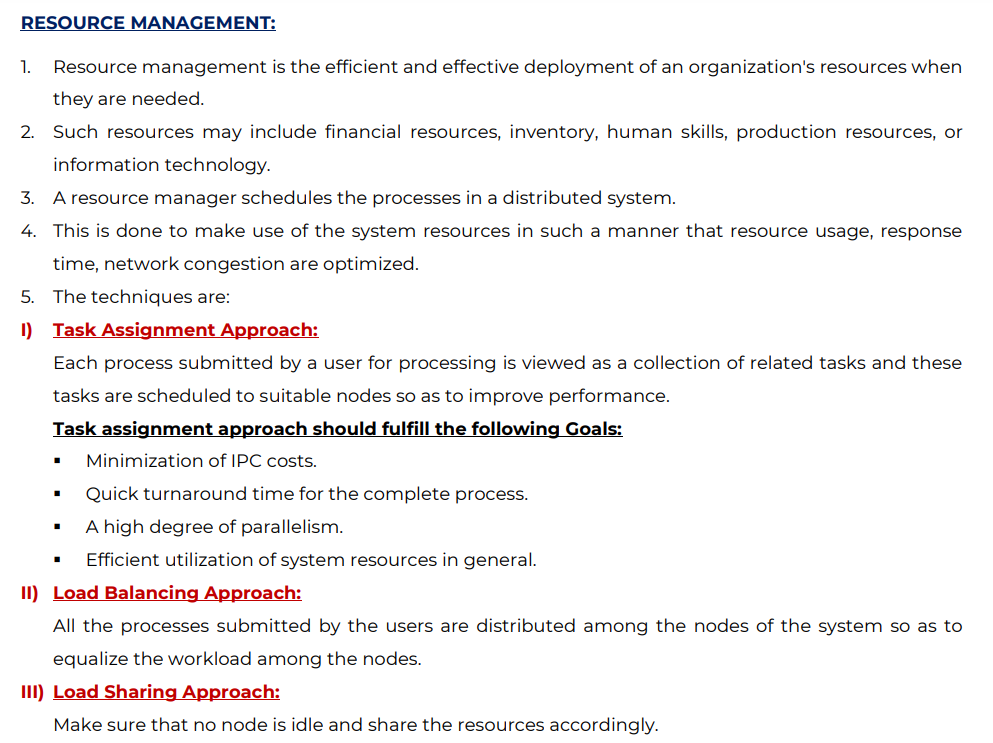 RESOURCE MANAGEMENT:
1. Resource management is the efficient and effective deployment of an organization's resources when
they are needed.
2. Such resources may include financial resources, inventory, human skills, production resources, or
information technology.
3. A resource manager schedules the processes in a distributed system.
4. This is done to make use of the system resources in such a manner that resource usage, response
time, network congestion are optimized.
5. The techniques are:
I) Task Assignment Approach:
Each process submitted by a user for processing is viewed as a collection of related tasks and these
tasks are scheduled to suitable nodes so as to improve performance.
Task assignment approach should fulfill the following Goals:
▪ Minimization of IPC costs.
▪ Quick turnaround time for the complete process.
▪ A high degree of parallelism.
▪ Efficient utilization of system resources in general.
II) Load Balancing Approach:
All the processes submitted by the users are distributed among the nodes of the system so as to
equalize the workload among the nodes.
III) Load Sharing Approach:
Make sure that no node is idle and share the resources accordingly.